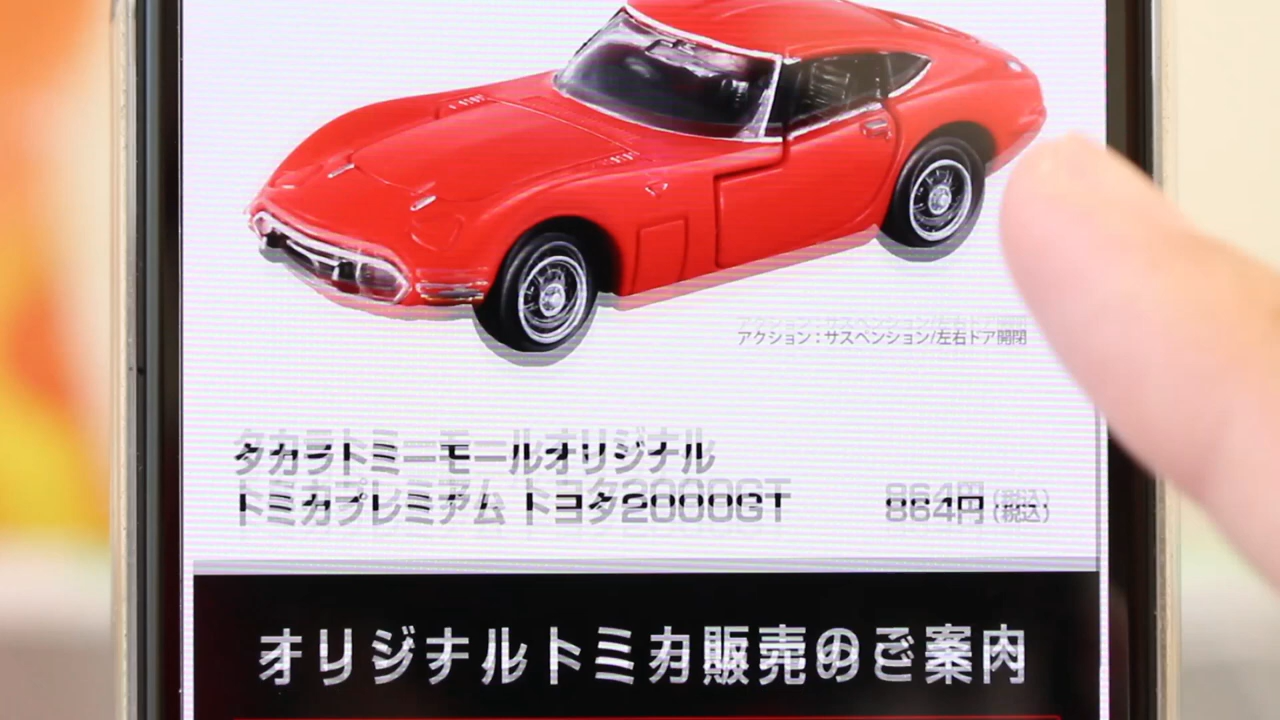 アクション：サスペンション/左右ドア開閉
タカラトミーモールオリジナル
トミカプレミアム トヨタ2000GT 864円(税込)
オリジナルトミカ販売のご案内